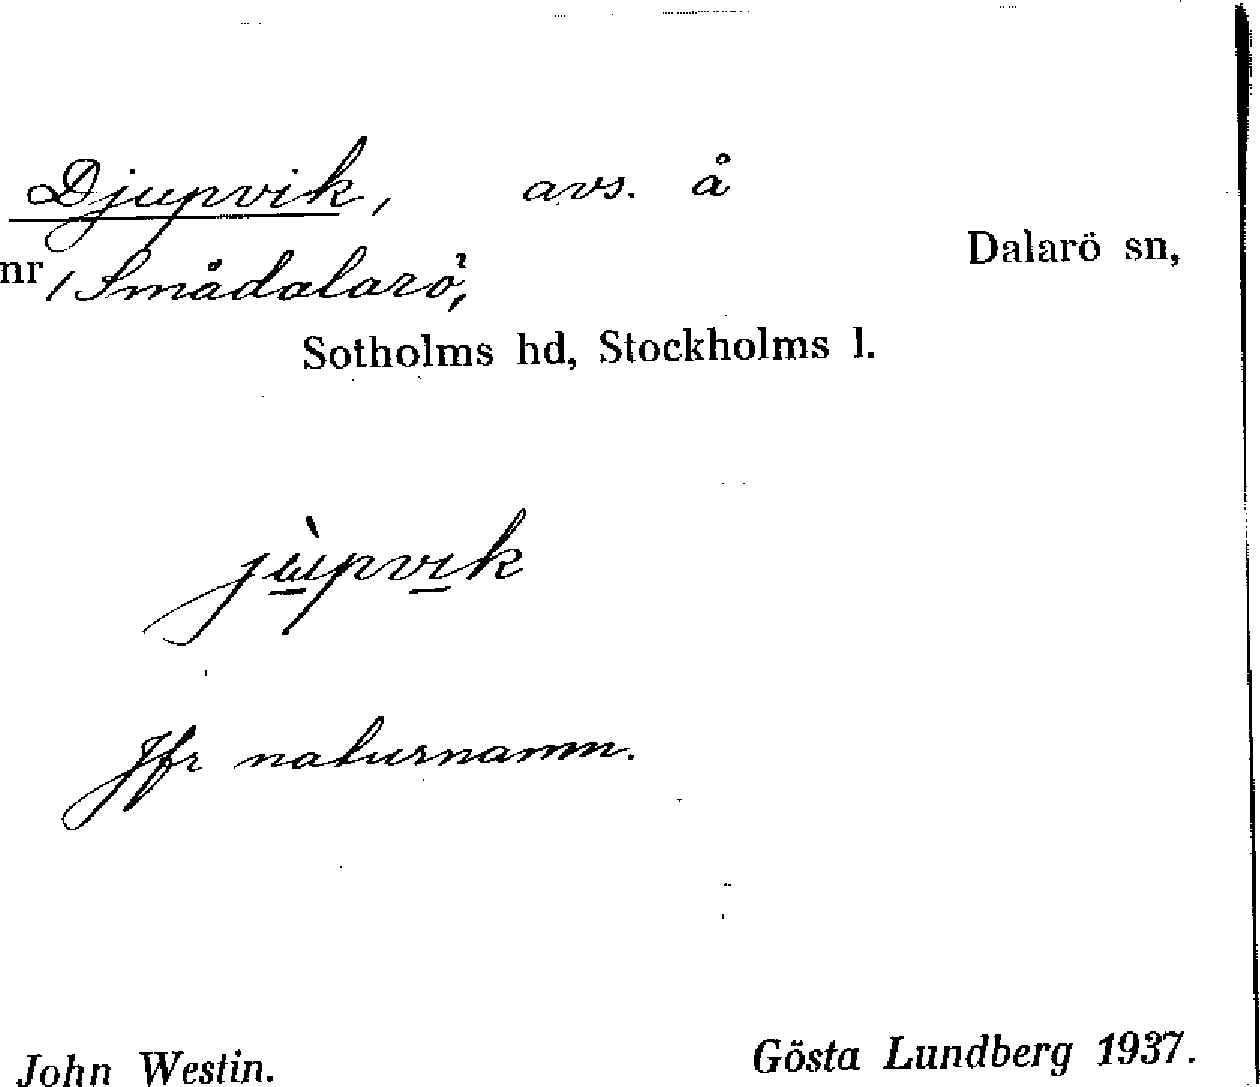 Djupvik, avs. å
nr 1 Smådalarö, Dalarö sn,
Sotholms hd, Stockholms l.
jùpvik
Jfr naturnamn.
John Westin. Gösta Lundberg 1937.